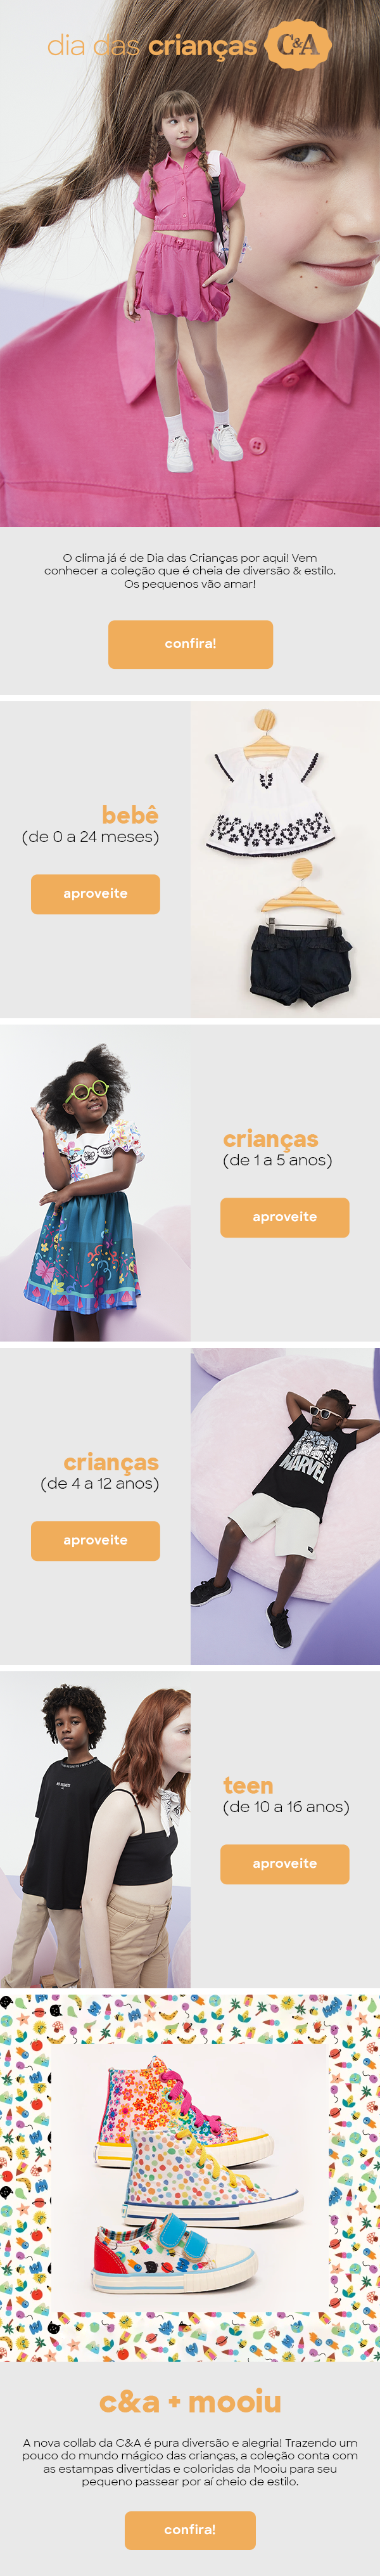 dia das crianças C&A
O clima já é de Dia das Crianças por aqui! Vem
conhecer a coleção que é cheia de diversão & estilo.
Os pequenos vão amar!
confira!
bebê
(de 0 a 24 meses)
aproveite
crianças
(de 1 a 5 anos)
aproveite
crianças
(de 4 a 12 anos)
aproveite
MARVEL
teen
(de 10 a 16 anos)
aproveite
c&a + mooiu
A nova collab da C&A é pura diversão e alegria! Trazendo um
pouco do mundo mágico das crianças, a coleção conta com
as estampas divertidas e coloridas da Mooiu para seu
pequeno passear por aí cheio de estilo.
confira!